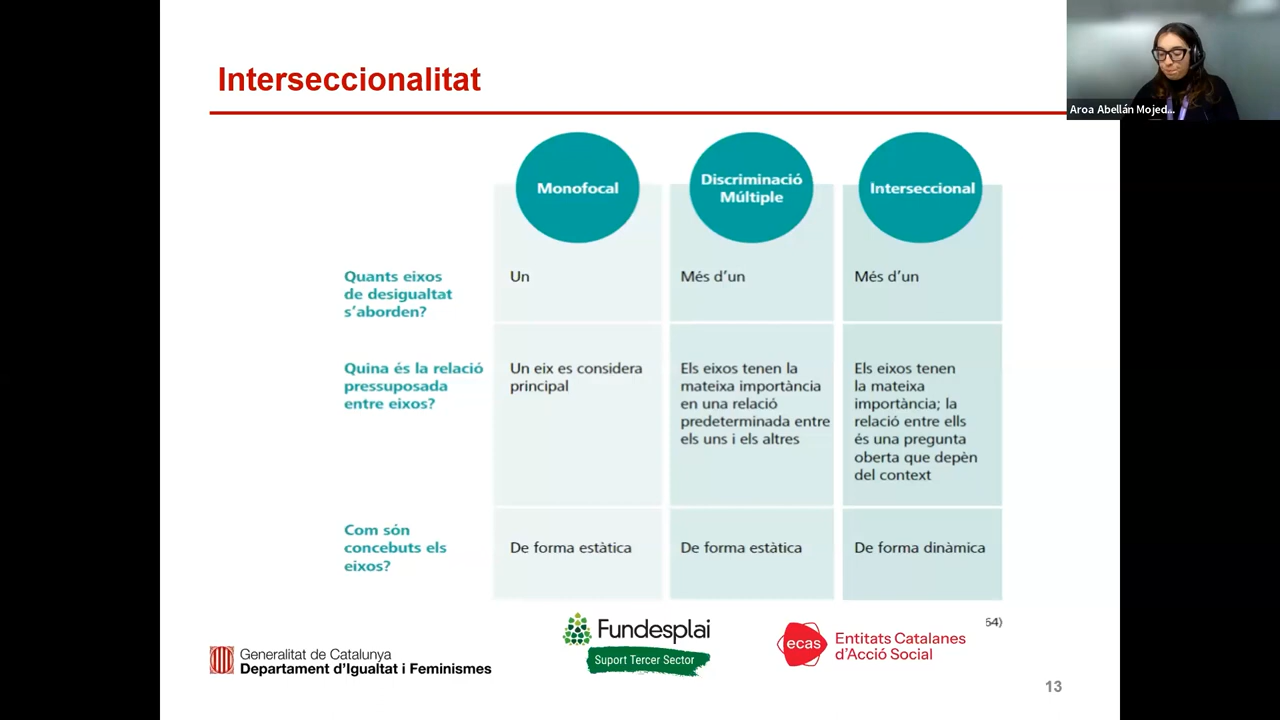 Interseccionalitat
Aroa Abellán Mojed...
Monofocal
Discriminació
Múltiple
Interseccional
Quants eixos
de desigualtat
s'aborden?
Un
Més d'un
Més d'un
Quina és la relació
pressuposada
entre eixos?
Un eix es considera
principal
Els eixos tenen la
mateixa importància
en una relació
predeterminada entre
els uns i els altres
Els eixos tenen
la mateixa
importància; la
relació entre ells
és una pregunta
oberta que depèn
del context
Com són
concebuts els
eixos?
De forma estàtica
De forma estàtica
De forma dinàmica
64)
Generalitat de Catalunya
Departament d'Igualtat i Feminismes
Fundesplai
Suport Tercer Sector
ecas
Entitats Catalanes
d'Acció Social
13